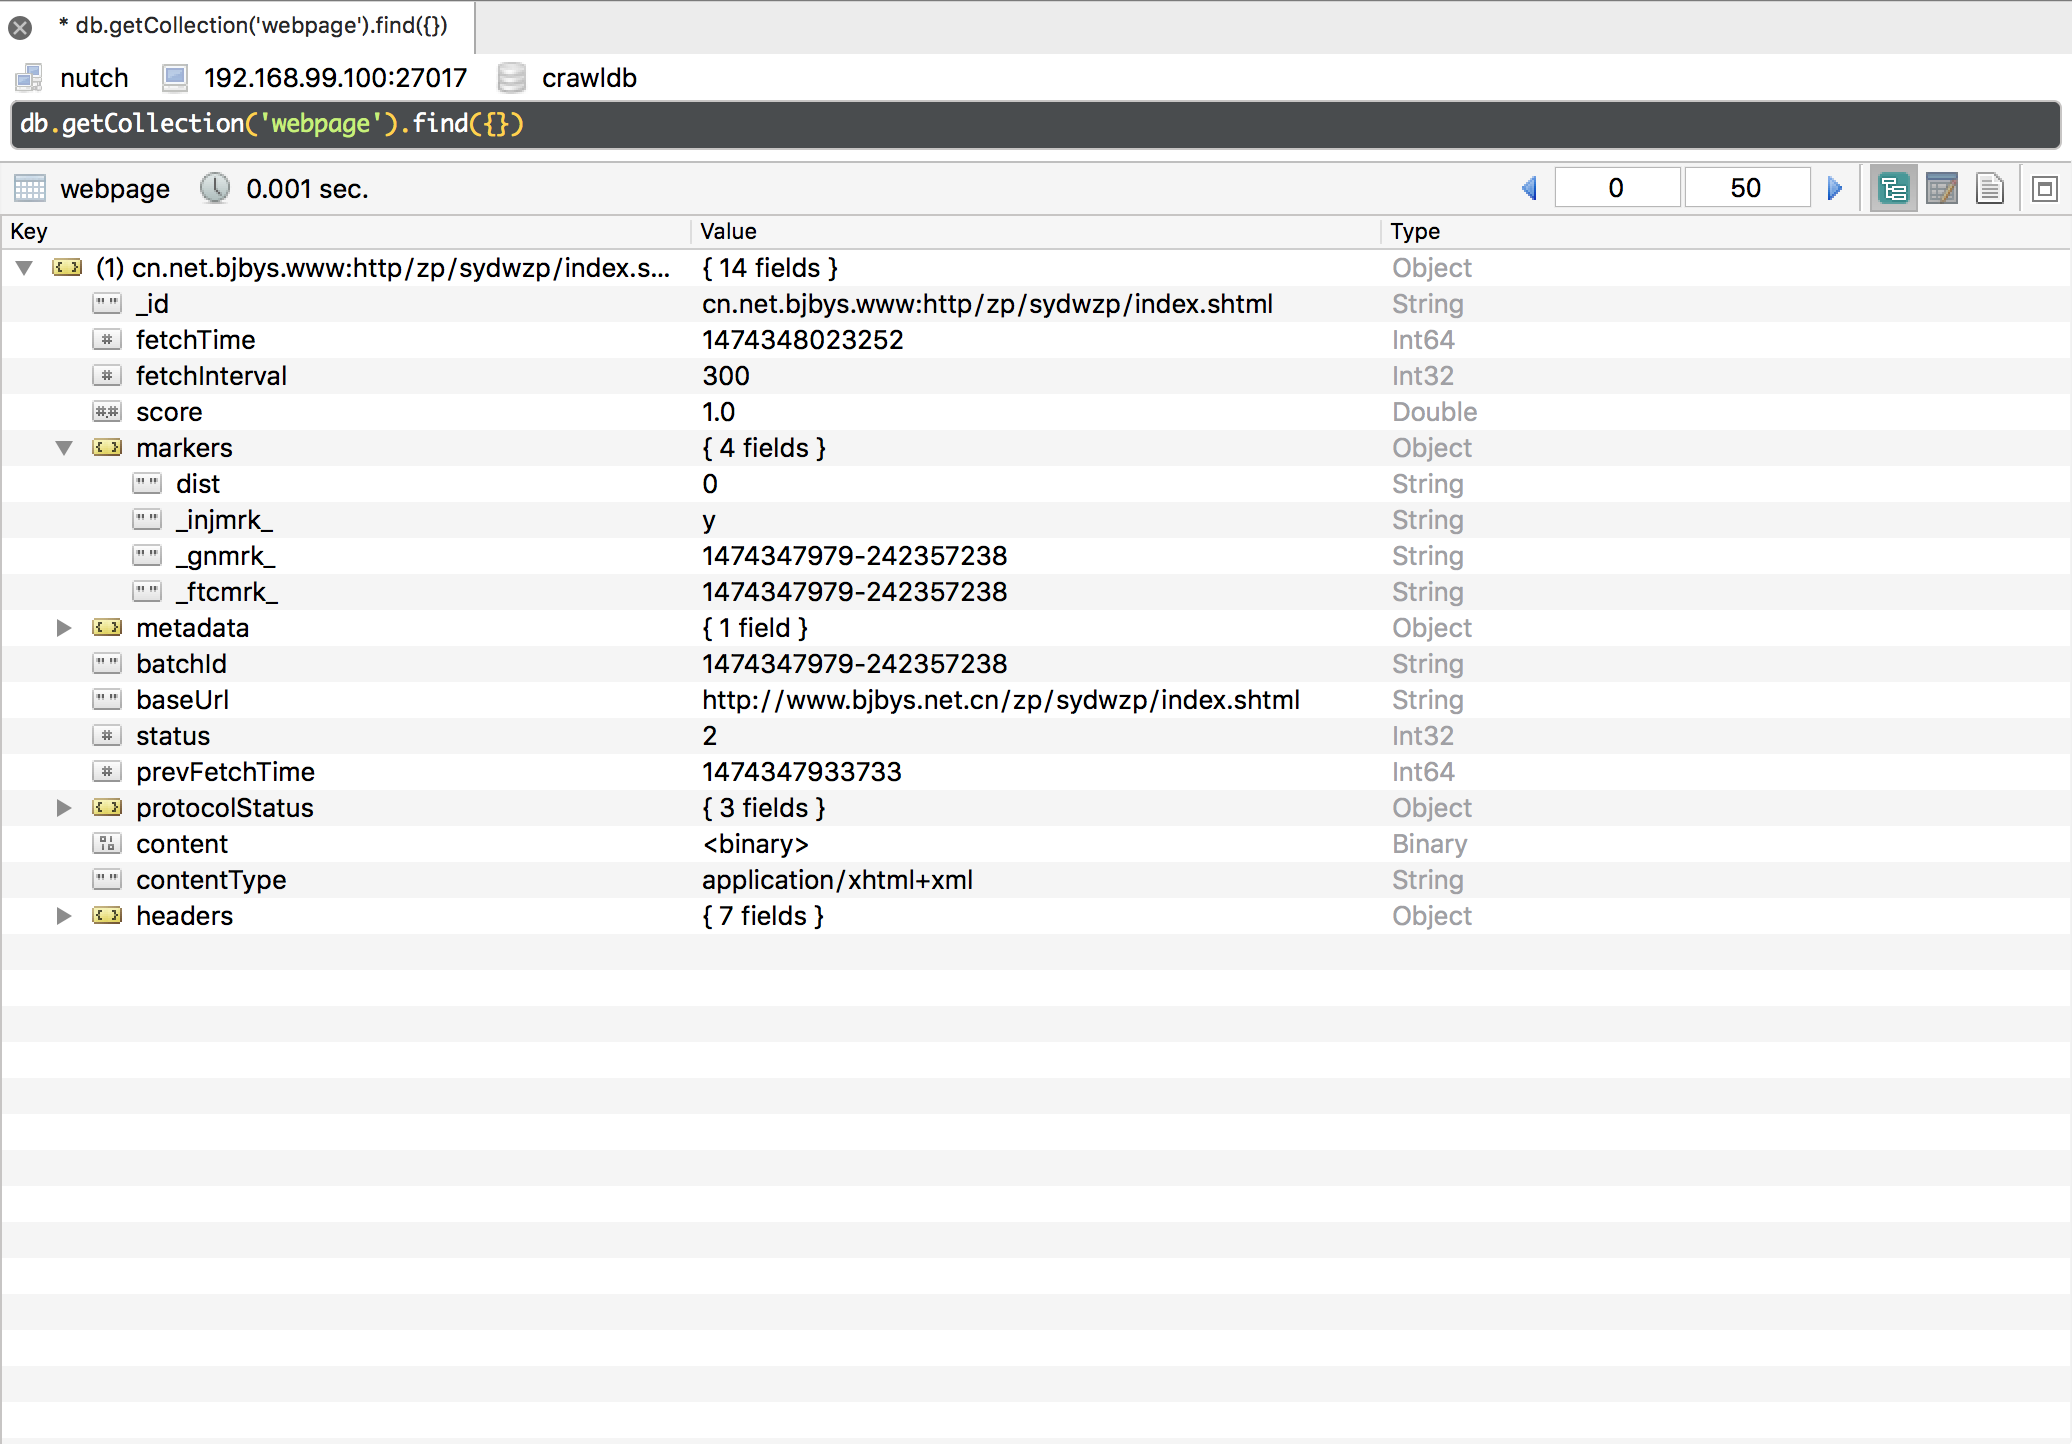 * db.getCollection('webpage').find({})
nutch 192.168.99.100:27017 crawldb
db.getCollection('webpage').find({})
webpage 0.001 sec. 0 50
Key Value Type
(1) cn.net.bjbys.www:http/zp/sydwzp/index.s... { 14 fields } Object
_id cn.net.bjbys.www:http/zp/sydwzp/index.shtml String
fetchTime 1474348023252 Int64
fetchInterval 300 Int32
score 1.0 Double
markers { 4 fields } Object
dist 0 String
_injmrk_ y String
_gnmrk_ 1474347979-242357238 String
_ftcmrk_ 1474347979-242357238 String
metadata { 1 field } Object
batchId 1474347979-242357238 String
baseUrl http://www.bjbys.net.cn/zp/sydwzp/index.shtml String
status 2 Int32
prevFetchTime 1474347933733 Int64
protocolStatus { 3 fields } Object
content <binary> Binary
contentType application/xhtml+xml String
headers { 7 fields } Object